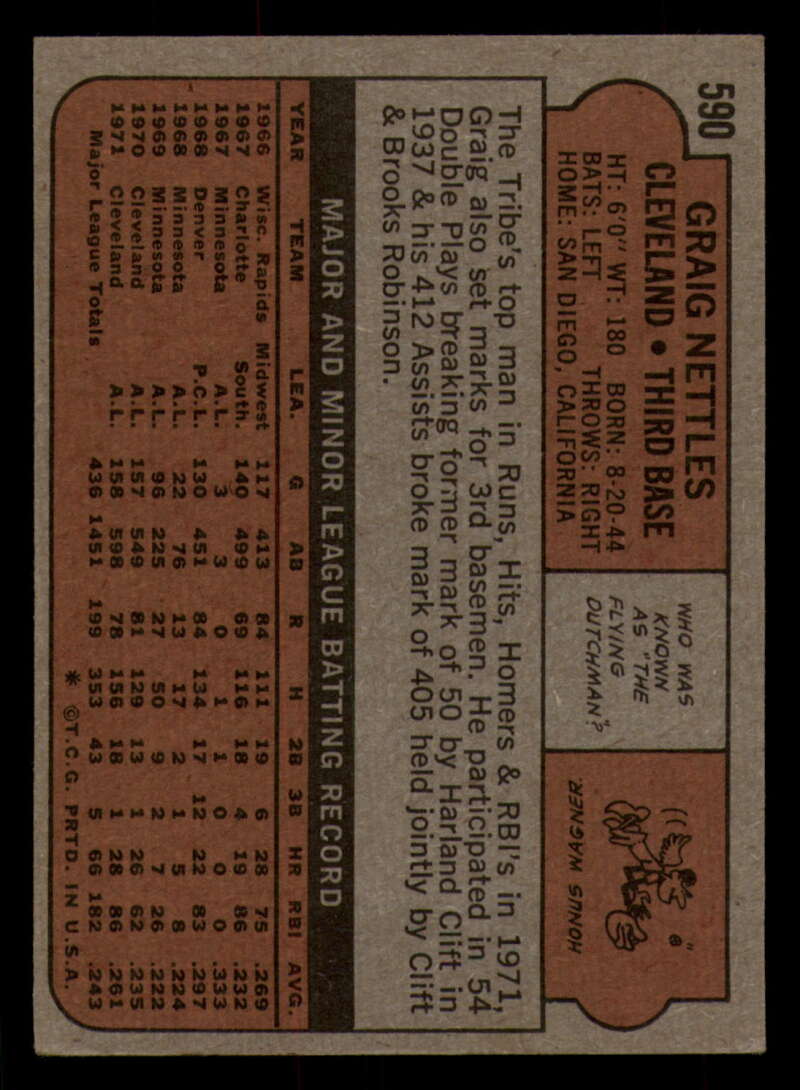 590
GRAIG NETTLES
CLEVELAND • THIRD BASE
HT: 6'0" WT: 180 BORN: 8-20-44
BATS: LEFT THROWS: RIGHT
HOME: SAN DIEGO, CALIFORNIA
WHO WAS
KNOWN
AS "THE
FLYING
DUTCHMAN"?
HONUS WAGNER
The Tribe's top man in Runs, Hits, Homers & RBI's in 1971,
Graig also set marks for 3rd basemen. He participated in 54
Double Plays breaking former mark of 50 by Harland Clift in
1937 & his 412 Assists broke mark of 405 held jointly by Clift
& Brooks Robinson.
MAJOR AND MINOR LEAGUE BATTING RECORD
YEAR TEAM LEA. G AB R H 2B 3B HR RBI AVG.
1966 Wisc. Rapids Midwest 117 413 84 111 19 6 28 75 .269
1967 Charlotte South. 140 499 69 116 18 4 19 86 .232
1967 Minnesota A.L. 3 3 0 1 1 0 0 0 .333
1968 Denver P.C.L. 130 451 84 134 17 12 22 83 .297
1968 Minnesota A.L. 22 76 13 17 2 1 5 8 .224
1969 Minnesota A.L. 96 225 27 50 9 2 7 26 .222
1970 Cleveland A.L. 157 549 81 129 13 1 26 62 .235
1971 Cleveland A.L. 158 598 78 156 18 1 28 86 .261
Major League Totals 436 1451 199 353 43 5 66 182 .243
* ©T.C.G. PRTD. IN U.S.A.